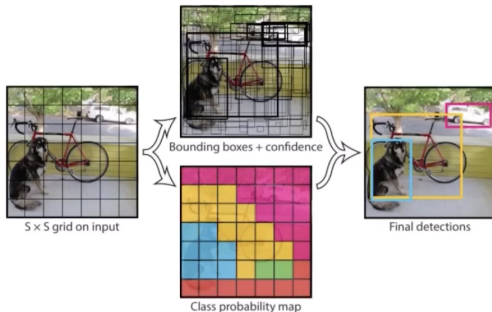 Bounding boxes + confidence
S × S grid on input
Final detections
Class probability map